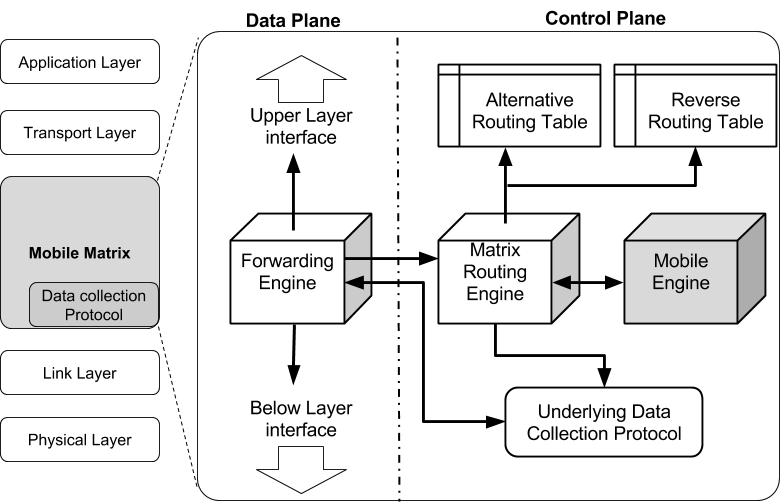 Data Plane
Control Plane
Application Layer
Transport Layer
Mobile Matrix
Data collection
Protocol
Link Layer
Physical Layer
Upper Layer
interface
Forwarding
Engine
Below Layer
interface
Alternative
Routing Table
Reverse
Routing Table
Matrix
Routing
Engine
Mobile
Engine
Underlying Data
Collection Protocol